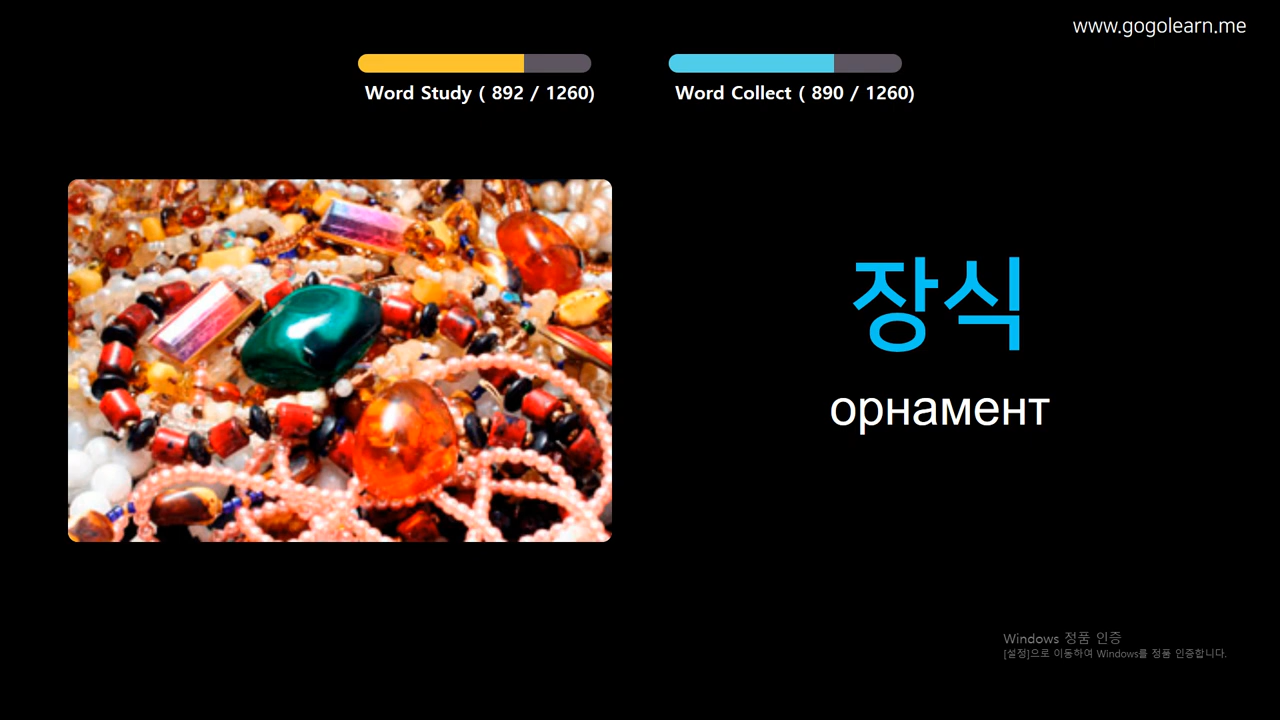 www.gogolearn.me
Word Study ( 892 / 1260)
Word Collect ( 890 / 1260)
장식
орнамент
Windows 정품 인증
[설정]으로 이동하여 Windows를 정품 인증합니다.